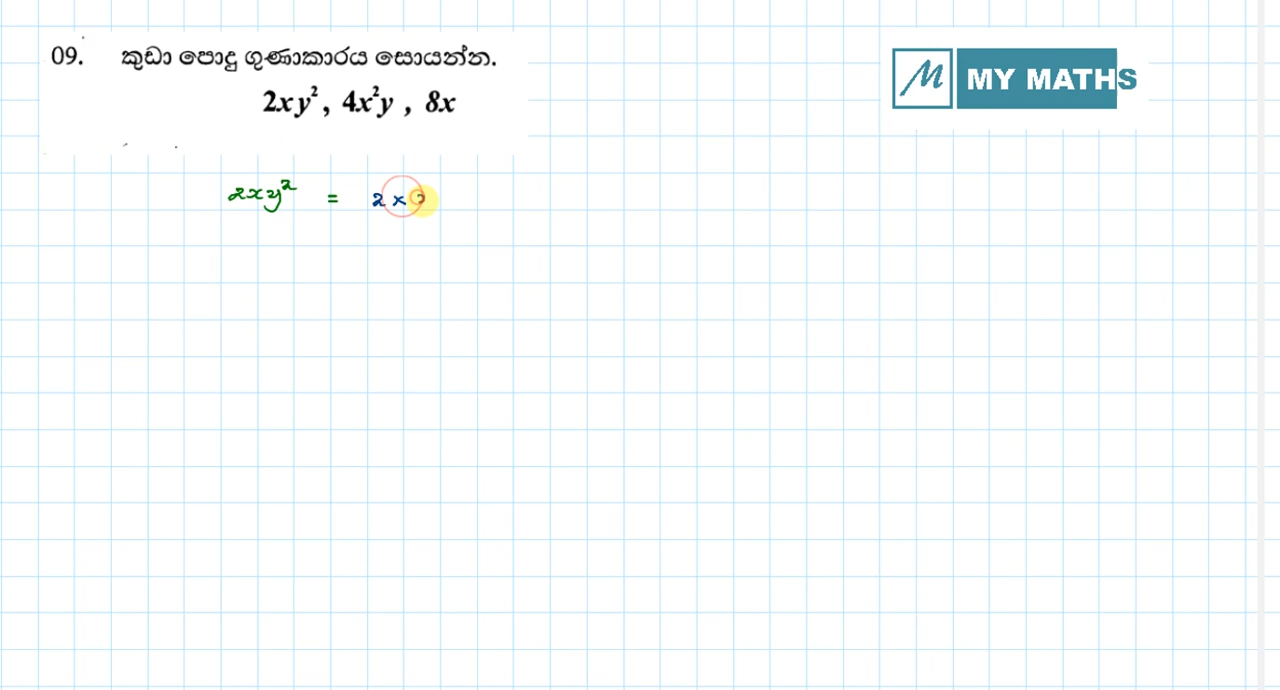 09. කුඩා පොදු ගුණාකාරය සොයන්න.
2xy², 4x²y , 8x
M MY MATHS
2xy² = 2 ×